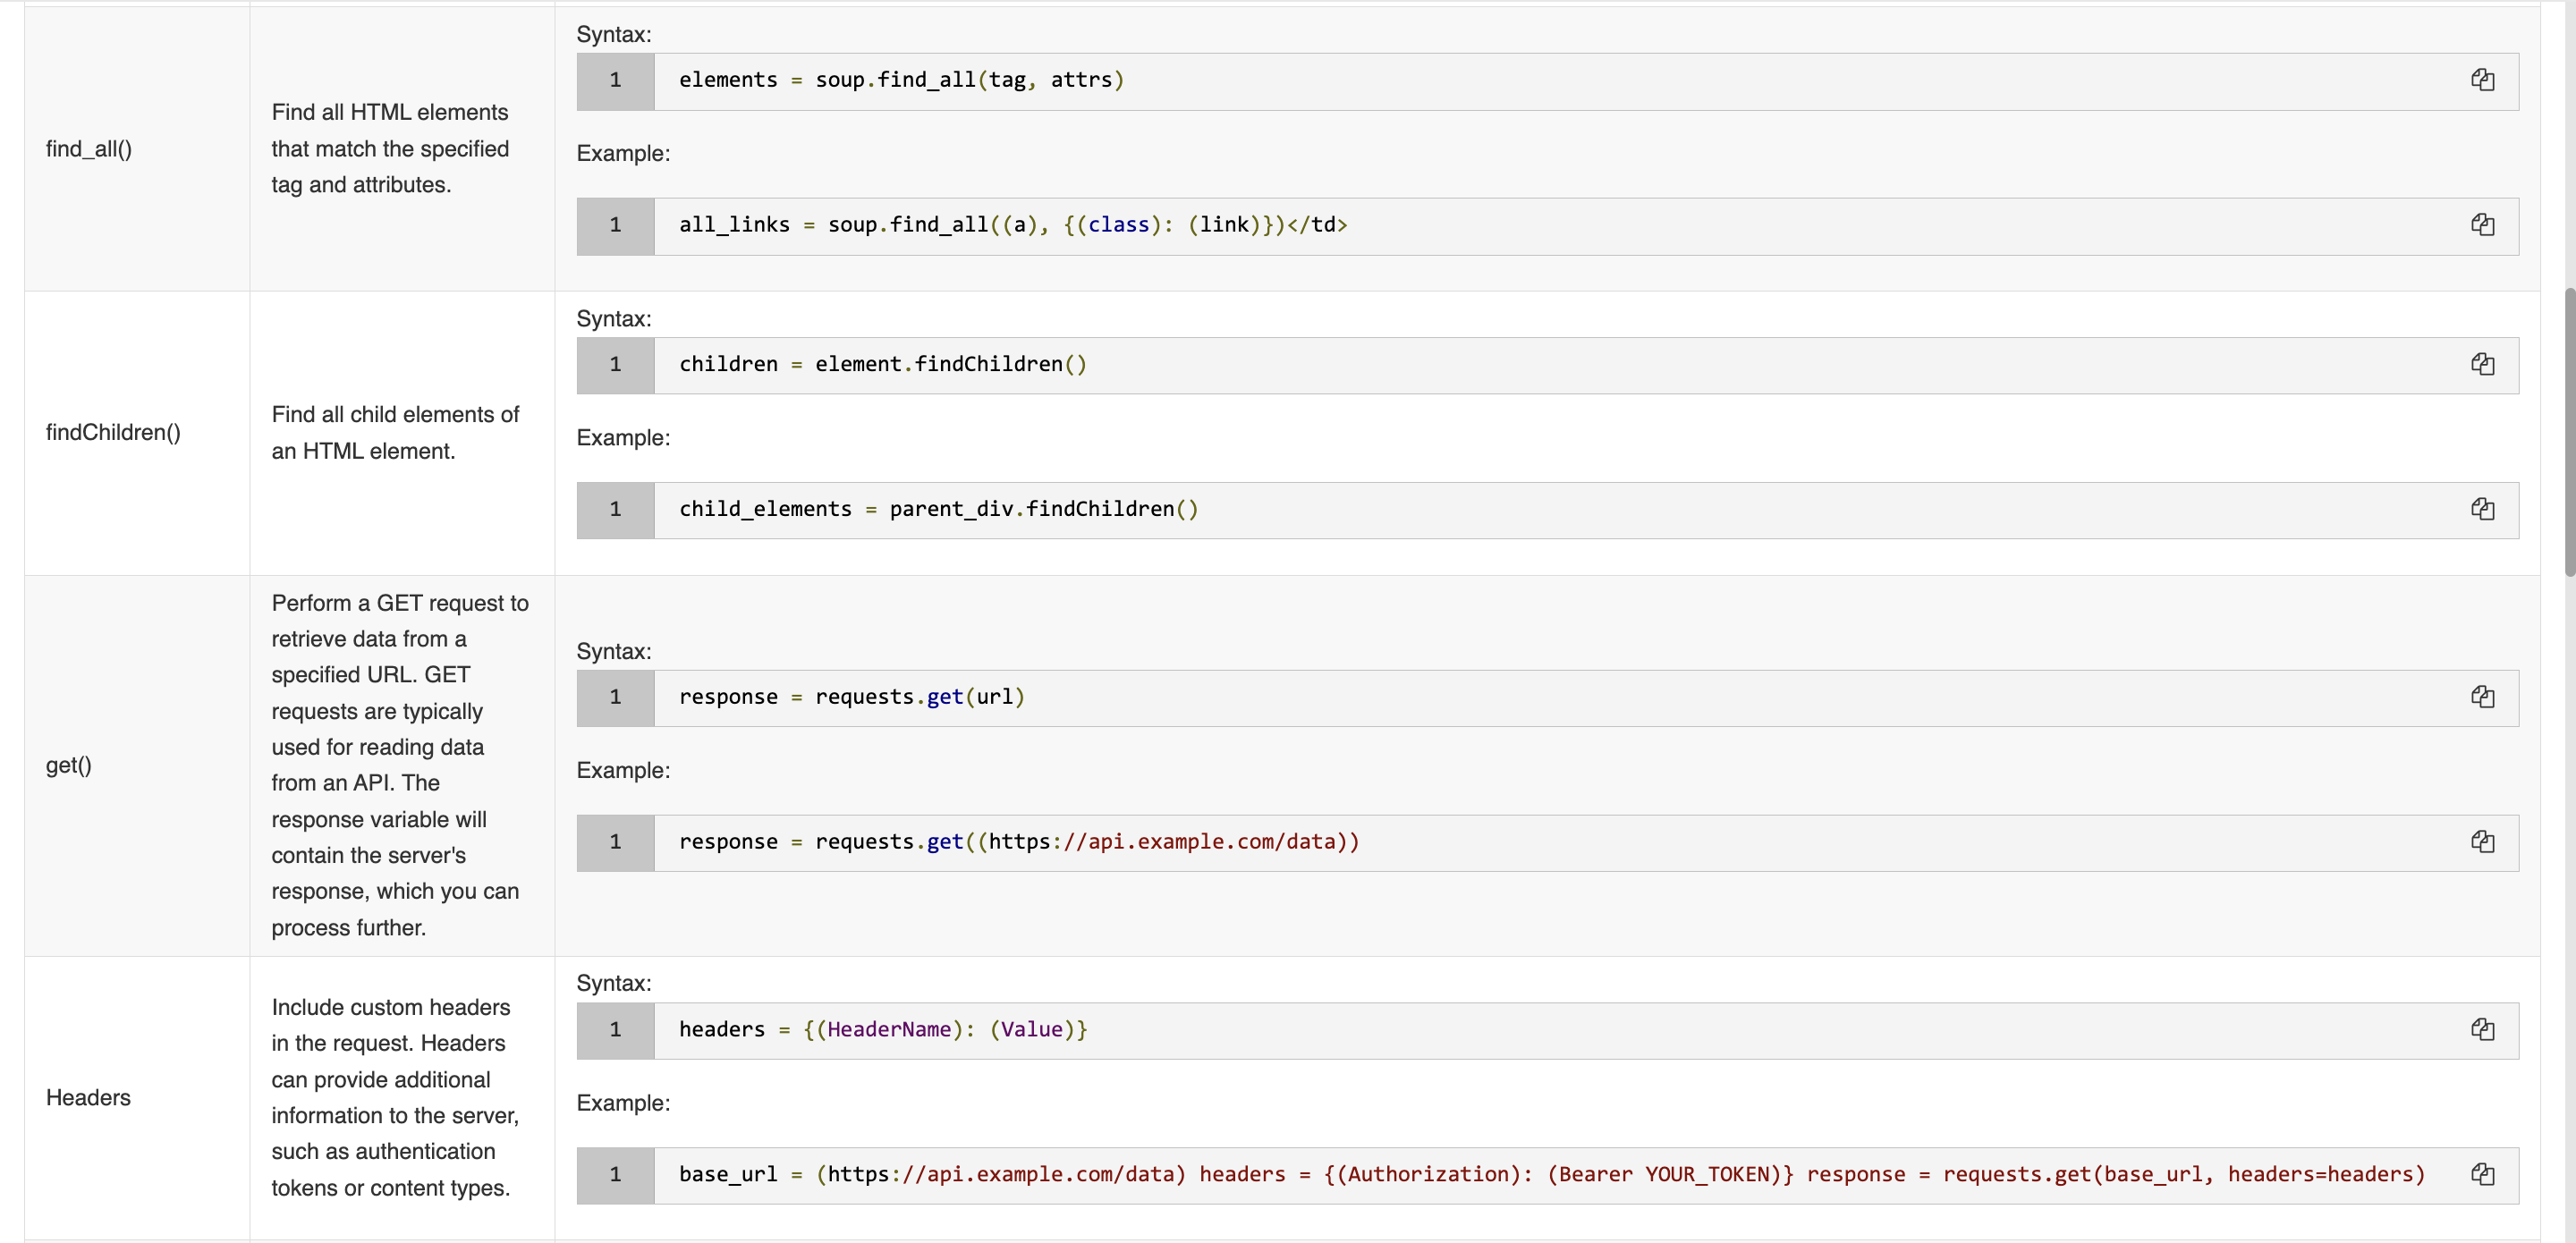 find_all()
Find all HTML elements
that match the specified
tag and attributes.
Syntax:
1 elements = soup.find_all(tag, attrs)
Example:
1 all_links = soup.find_all((a), {(class): (link)})</td>
findChildren()
Find all child elements of
an HTML element.
Syntax:
1 children = element.findChildren()
Example:
1 child_elements = parent_div.findChildren()
get()
Perform a GET request to
retrieve data from a
specified URL. GET
requests are typically
used for reading data
from an API. The
response variable will
contain the server's
response, which you can
process further.
Syntax:
1 response = requests.get(url)
Example:
1 response = requests.get((https://api.example.com/data))
Headers
Include custom headers
in the request. Headers
can provide additional
information to the server,
such as authentication
tokens or content types.
Syntax:
1 headers = {(HeaderName): (Value)}
Example:
1 base_url = (https://api.example.com/data) headers = {(Authorization): (Bearer YOUR_TOKEN)} response = requests.get(base_url, headers=headers)